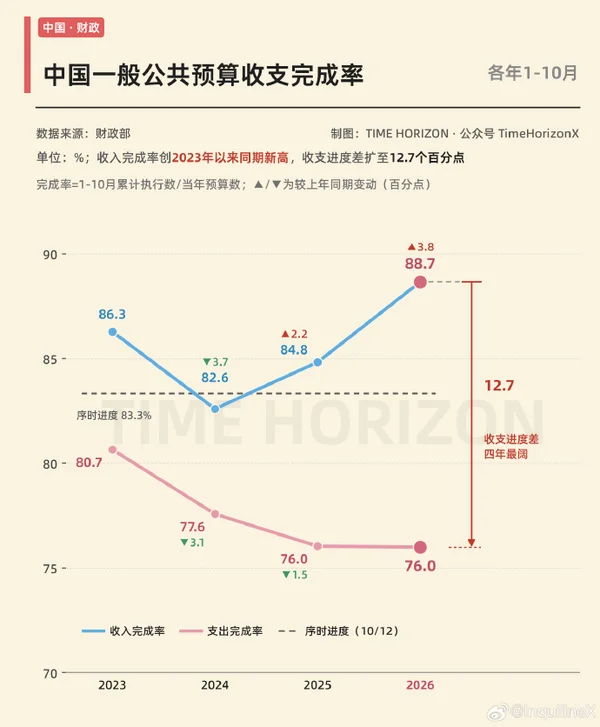 中国·财政
中国一般公共预算收支完成率
各年1-10月
数据来源：财政部
制图：TIME HORIZON·公众号 TimeHorizonX
单位：%；收入完成率创2023年以来同期新高，收支进度差扩至12.7个百分点
完成率=1-10月累计执行数/当年预算数；▲/▼为较上年同期变动（百分点）
90
▲3.8
88.7
86.3
▲2.2
84.8
▼3.7
82.6
85
12.7
序时进度 83.3%
TIME HORIZON
收支进度差
四年最阔
80
80.7
77.6
▼3.1
76.0
▼1.5
76.0
75
收入完成率
支出完成率
序时进度（10/12）
70
2023
2024
2025
2026
@InquilineX